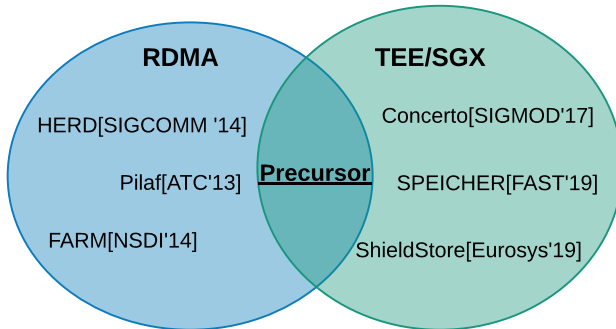 RDMA
TEE/SGX
HERD[SIGCOMM '14]
Concerto[SIGMOD'17]
Pilaf[ATC'13]
Precursor
SPEICHER[FAST'19]
FARM[NSDI'14]
ShieldStore[Eurosys'19]